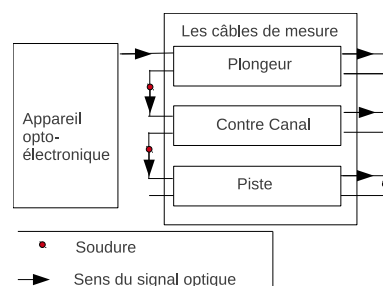 Les câbles de mesure
Plongeur
Appareil
opto-
électronique
Contre Canal
Piste
Soudure
Sens du signal optique